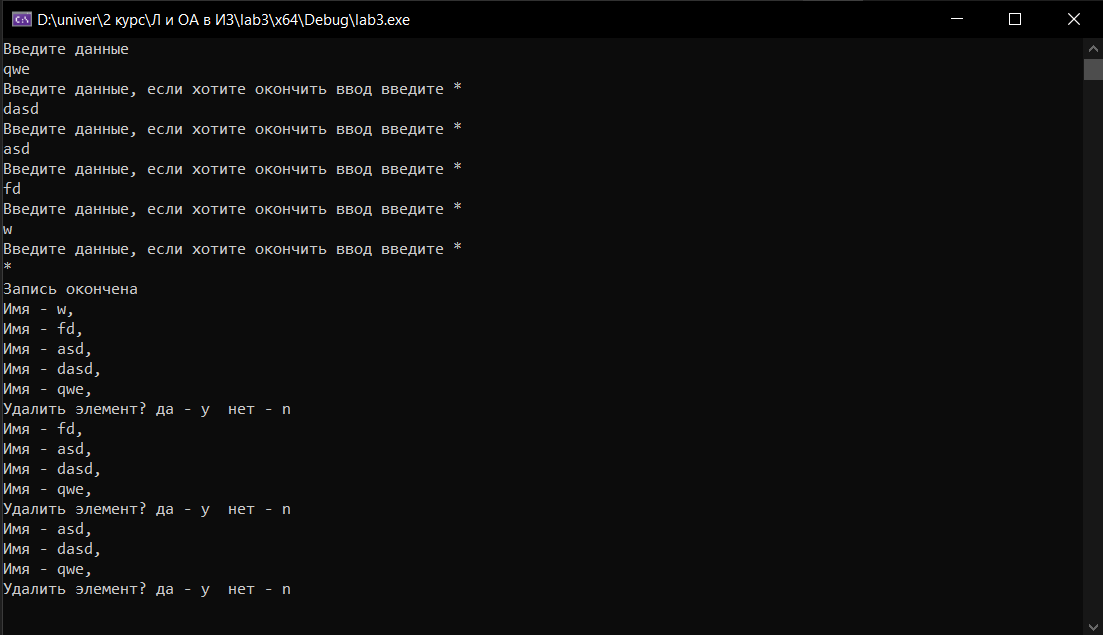 D:\univer\2 курс\Л и ОА в ИЗ\lab3\x64\Debug\lab3.exe
Введите данные
qwe
Введите данные, если хотите окончить ввод введите *
dasd
Введите данные, если хотите окончить ввод введите *
asd
Введите данные, если хотите окончить ввод введите *
fd
Введите данные, если хотите окончить ввод введите *
w
Введите данные, если хотите окончить ввод введите *
*
Запись окончена
Имя - w,
Имя - fd,
Имя - asd,
Имя - dasd,
Имя - qwe,
Удалить элемент? да - y  нет - n
Имя - fd,
Имя - asd,
Имя - dasd,
Имя - qwe,
Удалить элемент? да - y  нет - n
Имя - asd,
Имя - dasd,
Имя - qwe,
Удалить элемент? да - y  нет - n